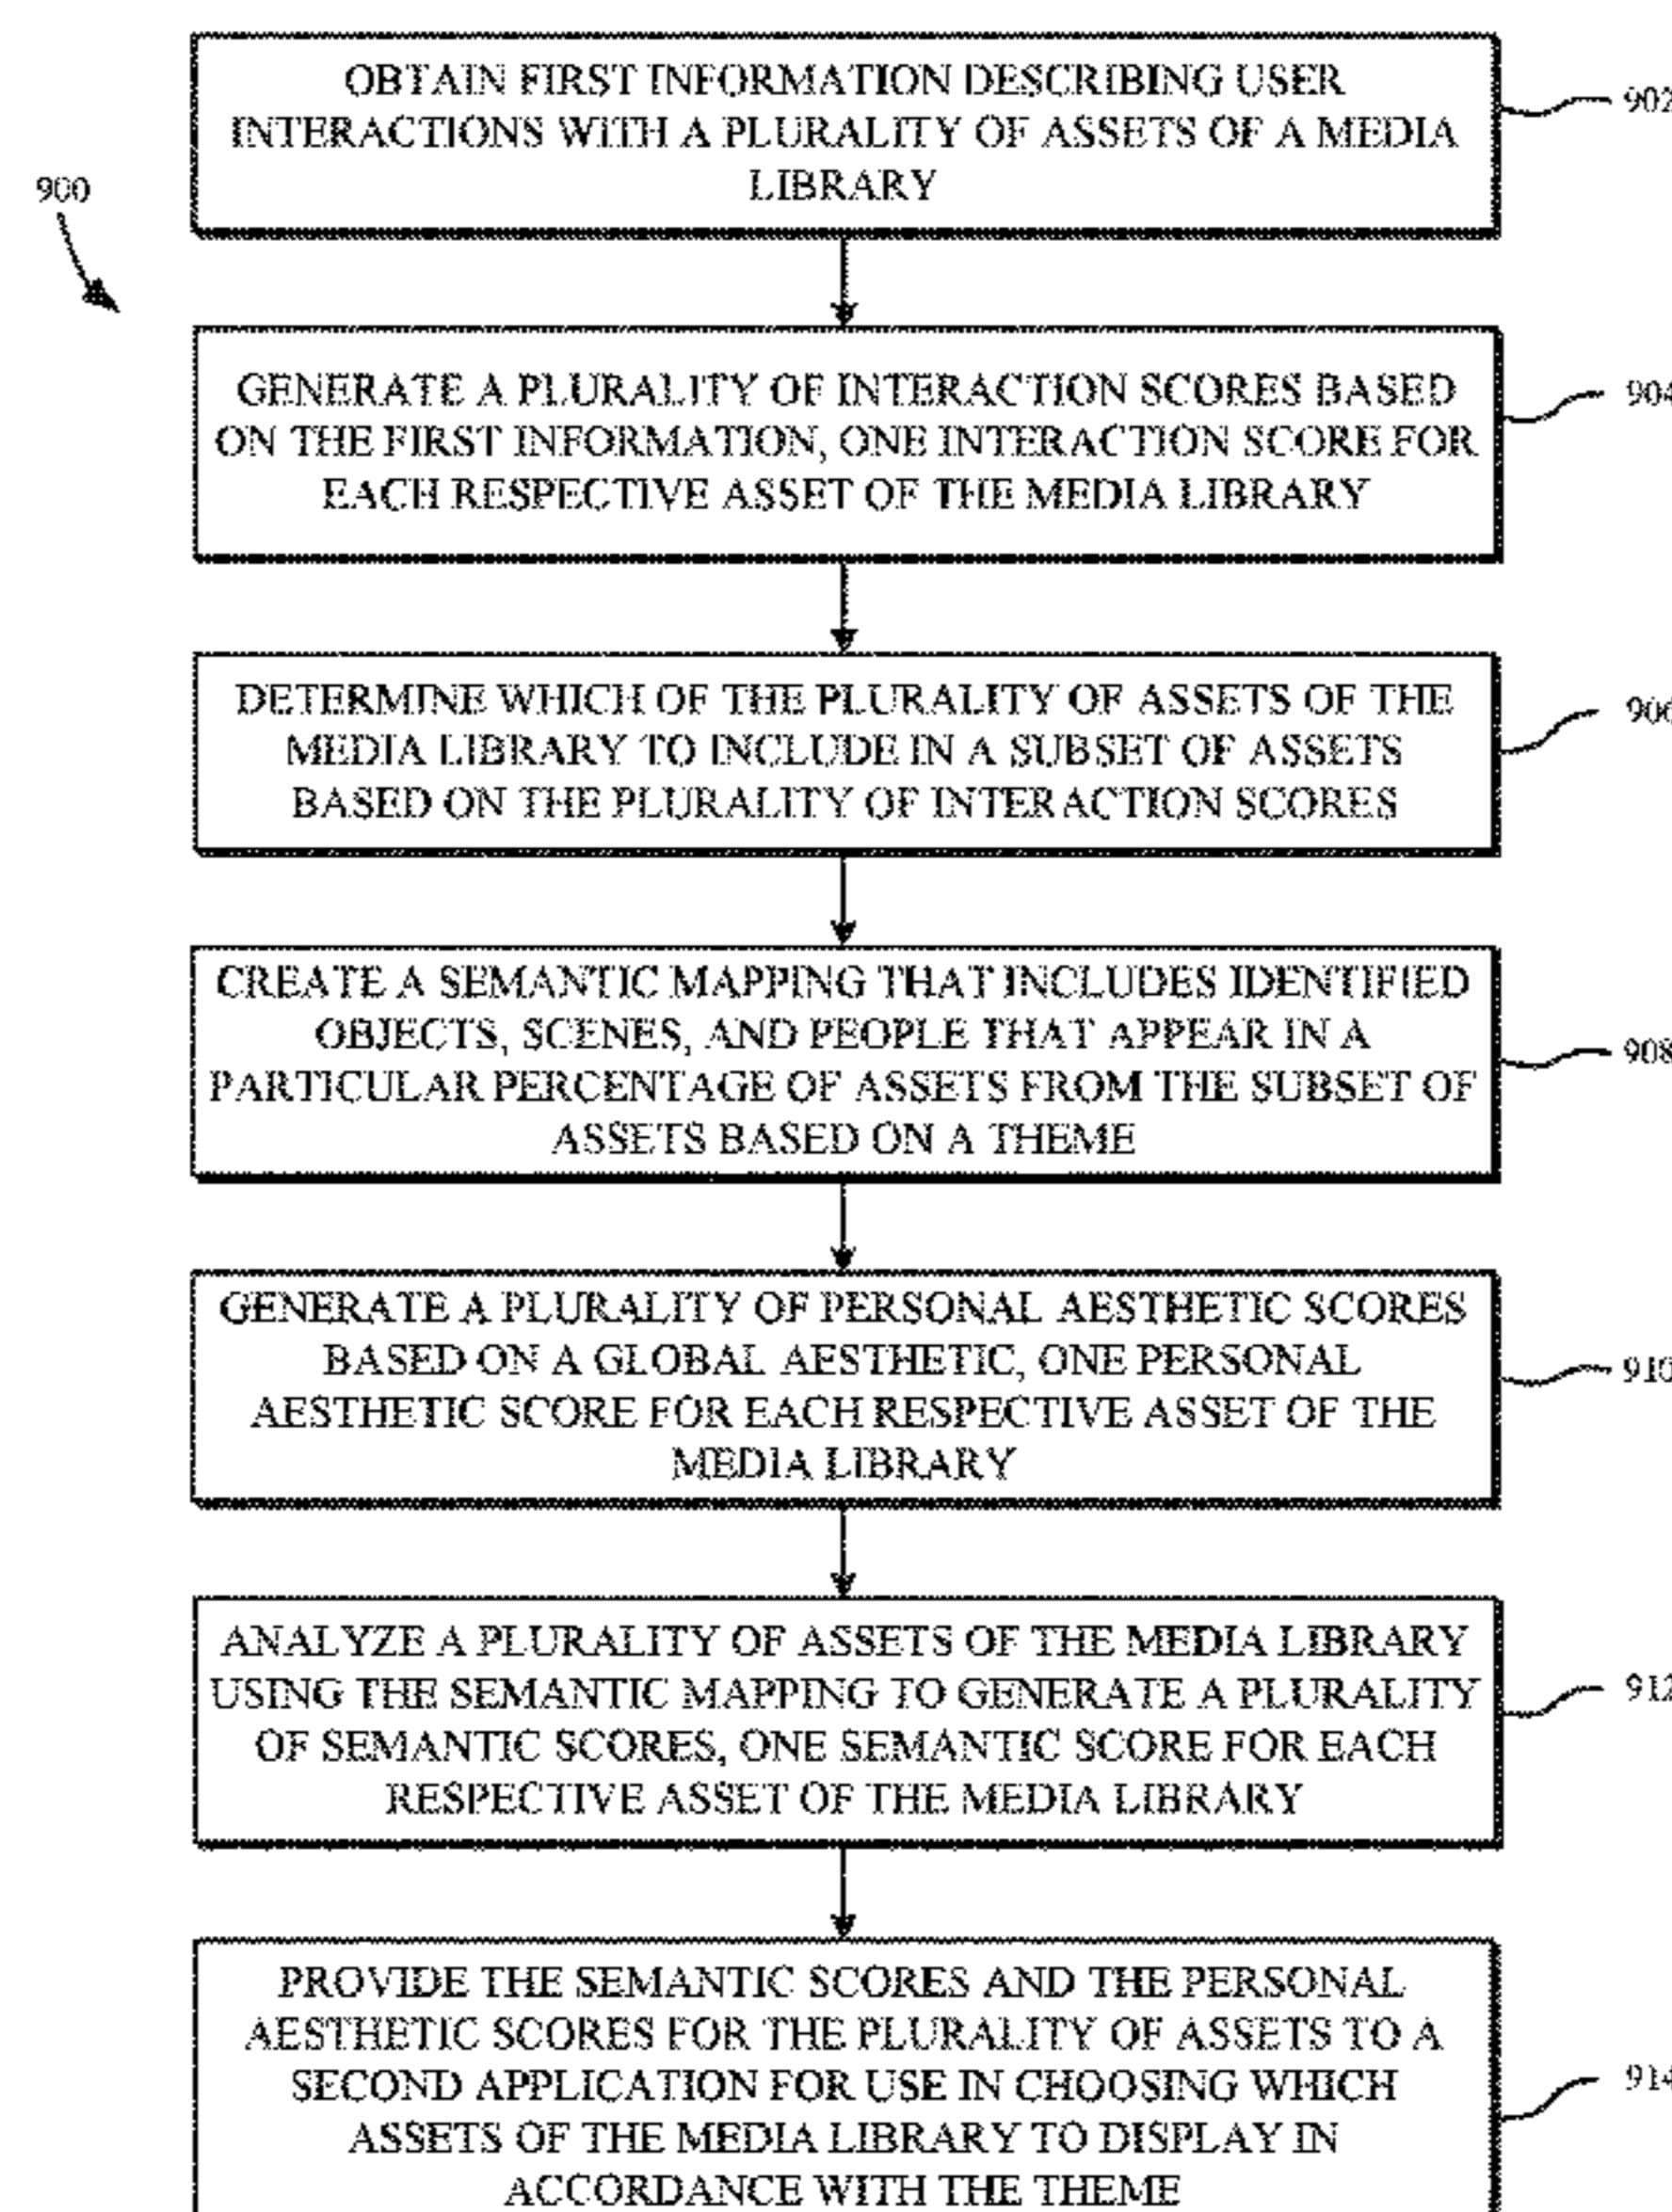 OBTAIN FIRST INFORMATION DESCRIBING USER
INTERACTIONS WITH A PLURALITY OF ASSETS OF A MEDIA
LIBRARY
902
900
GENERATE A PLURALITY OF INTERACTION SCORES BASED
ON THE FIRST INFORMATION, ONE INTERACTION SCORE FOR
EACH RESPECTIVE ASSET OF THE MEDIA LIBRARY
904
DETERMINE WHICH OF THE PLURALITY OF ASSETS OF THE
MEDIA LIBRARY TO INCLUDE IN A SUBSET OF ASSETS
BASED ON THE PLURALITY OF INTERACTION SCORES
906
CREATE A SEMANTIC MAPPING THAT INCLUDES IDENTIFIED
OBJECTS, SCENES, AND PEOPLE THAT APPEAR IN A
PARTICULAR PERCENTAGE OF ASSETS FROM THE SUBSET OF
ASSETS BASED ON A THEME
908
GENERATE A PLURALITY OF PERSONAL AESTHETIC SCORES
BASED ON A GLOBAL AESTHETIC, ONE PERSONAL
AESTHETIC SCORE FOR EACH RESPECTIVE ASSET OF THE
MEDIA LIBRARY
910
ANALYZE A PLURALITY OF ASSETS OF THE MEDIA LIBRARY
USING THE SEMANTIC MAPPING TO GENERATE A PLURALITY
OF SEMANTIC SCORES, ONE SEMANTIC SCORE FOR EACH
RESPECTIVE ASSET OF THE MEDIA LIBRARY
912
PROVIDE THE SEMANTIC SCORES AND THE PERSONAL
AESTHETIC SCORES FOR THE PLURALITY OF ASSETS TO A
SECOND APPLICATION FOR USE IN CHOOSING WHICH
ASSETS OF THE MEDIA LIBRARY TO DISPLAY IN
ACCORDANCE WITH THE THEME
914